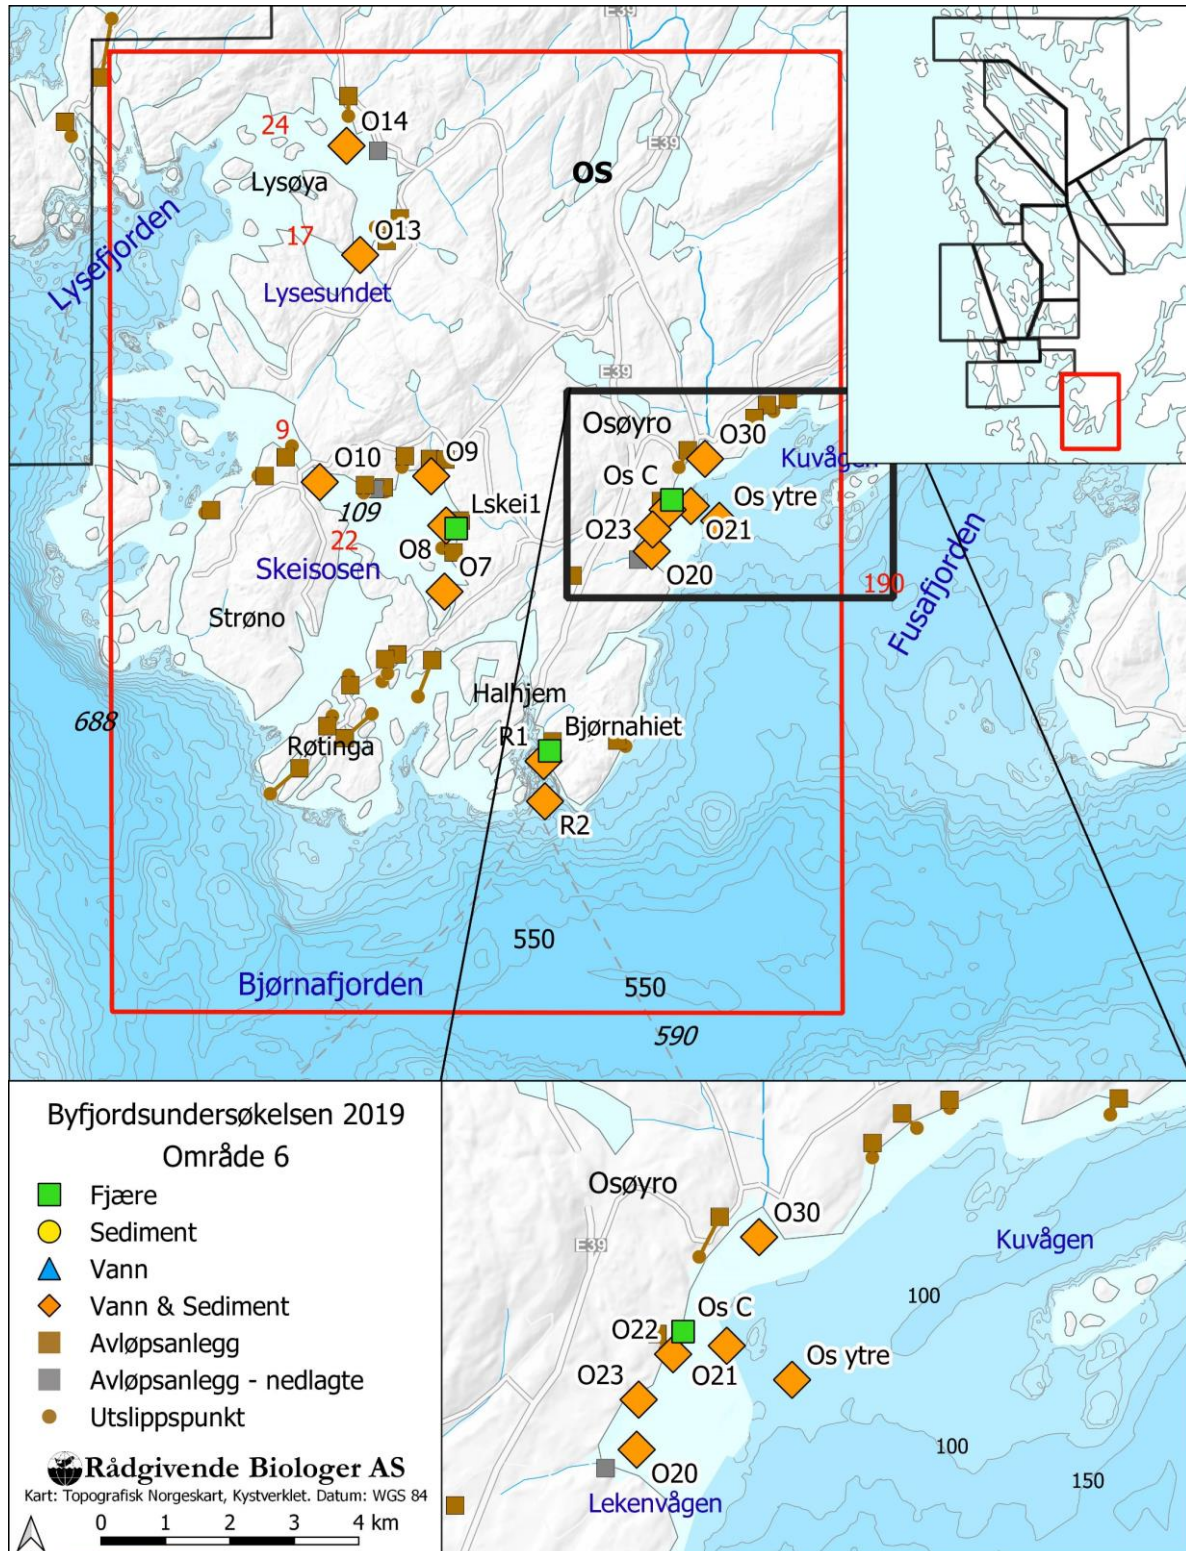 E39
24
O14
Lysøya
OS
E39
17
O13
Lysefjorden
Lysesundet
E39
9
O10
O9
Osøyro
O30
Kuvågen
109
Lskei1
Os C
Os ytre
O23
O21
22
O8
Skeisosen
O7
O20
190
Fusafjorden
Strøno
688
Halhjem
Røtinga
R1
Bjørnahiet
R2
550
Bjørnafjorden
550
590
Byfjordsundersøkelsen 2019
Område 6
Fjære
Sediment
Vann
Vann & Sediment
Avløpsanlegg
Avløpsanlegg - nedlagte
Utslippspunkt
Rådgivende Biologer AS
Kart: Topografisk Norgeskart, Kystverklet. Datum: WGS 84
0 1 2 3 4 km
Osøyro
O30
E39
Kuvågen
100
Os C
O22
O21
Os ytre
O23
100
O20
150
Lekenvågen